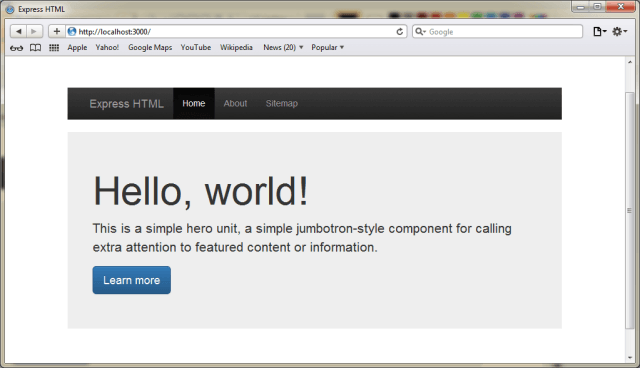 Express HTML
http://localhost:3000/
Google
Apple Yahoo! Google Maps YouTube Wikipedia News (20) Popular
Express HTML Home About Sitemap
Hello, world!
This is a simple hero unit, a simple jumbotron-style component for calling
extra attention to featured content or information.
Learn more